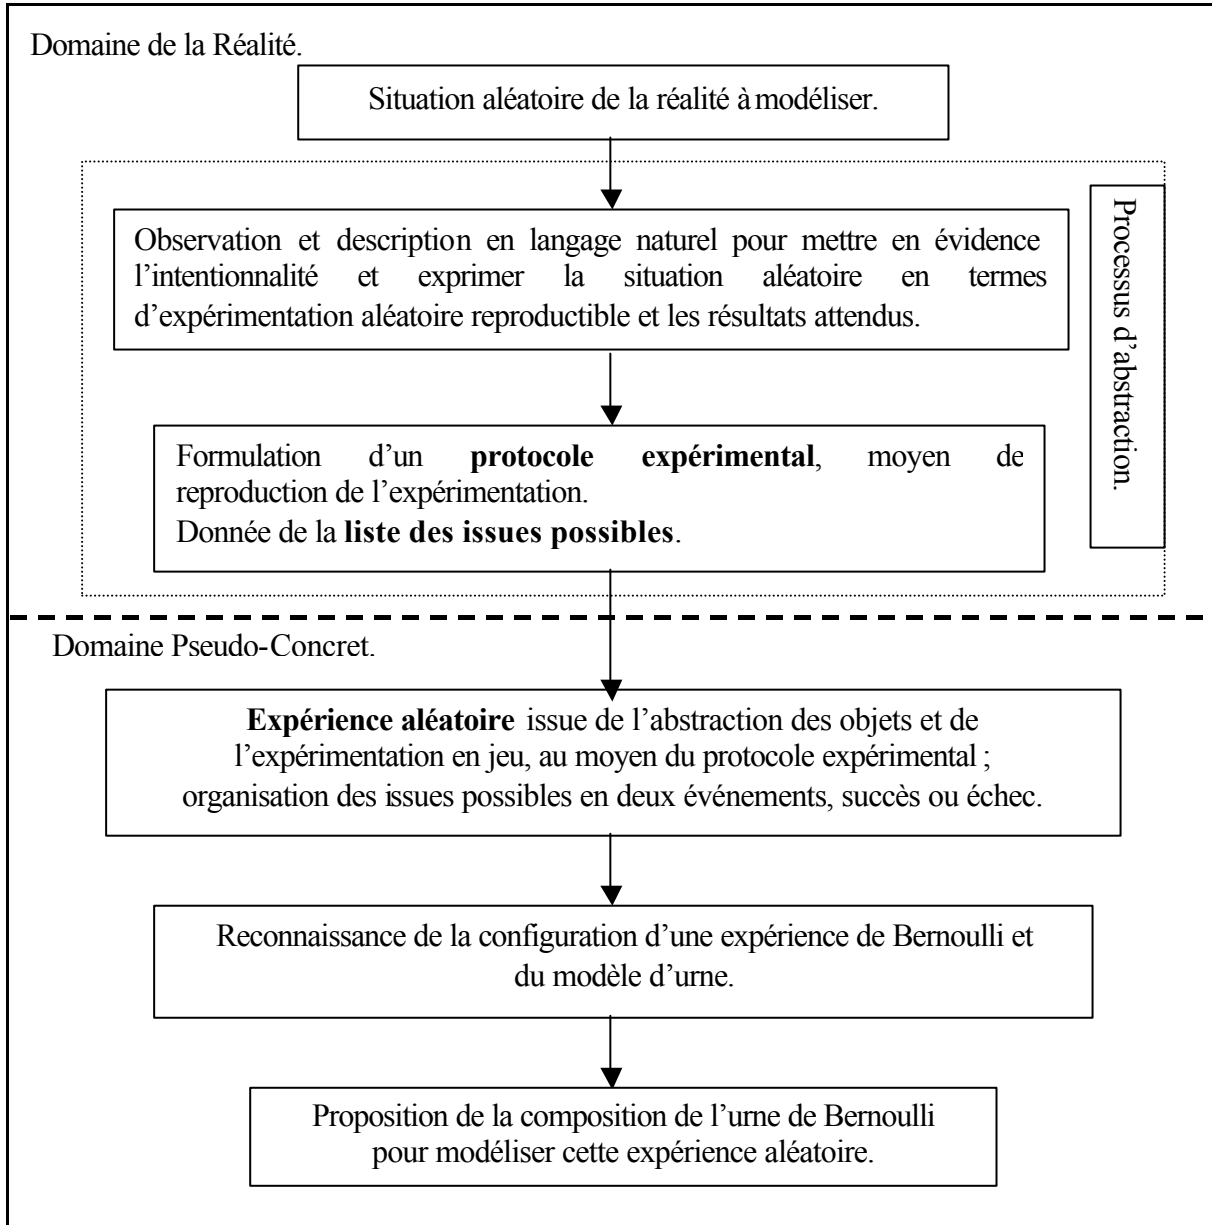 Domaine de la Réalité.
Situation aléatoire de la réalité à modéliser.
Observation et description en langage naturel pour mettre en évidence
l’intentionnalité et exprimer la situation aléatoire en termes
d’expérimentation aléatoire reproductible et les résultats attendus.
Processus d’abstraction.
Formulation d’un protocole expérimental, moyen de
reproduction de l’expérimentation.
Donnée de la liste des issues possibles.
Domaine Pseudo-Concret.
Expérience aléatoire issue de l’abstraction des objets et de
l’expérimentation en jeu, au moyen du protocole expérimental ;
organisation des issues possibles en deux événements, succès ou échec.
Reconnaissance de la configuration d’une expérience de Bernoulli et
du modèle d’urne.
Proposition de la composition de l’urne de Bernoulli
pour modéliser cette expérience aléatoire.